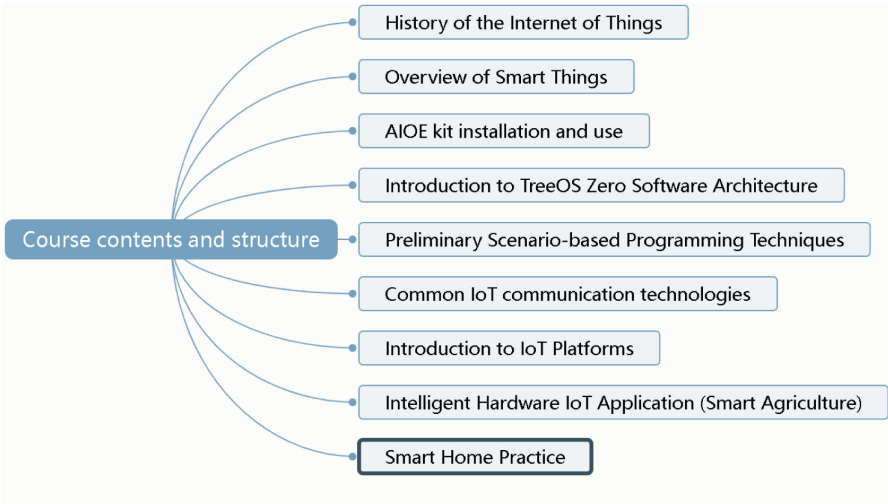 History of the Internet of Things
Overview of Smart Things
AIOE kit installation and use
Introduction to TreeOS Zero Software Architecture
Course contents and structure
Preliminary Scenario-based Programming Techniques
Common IoT communication technologies
Introduction to IoT Platforms
Intelligent Hardware IoT Application (Smart Agriculture)
Smart Home Practice